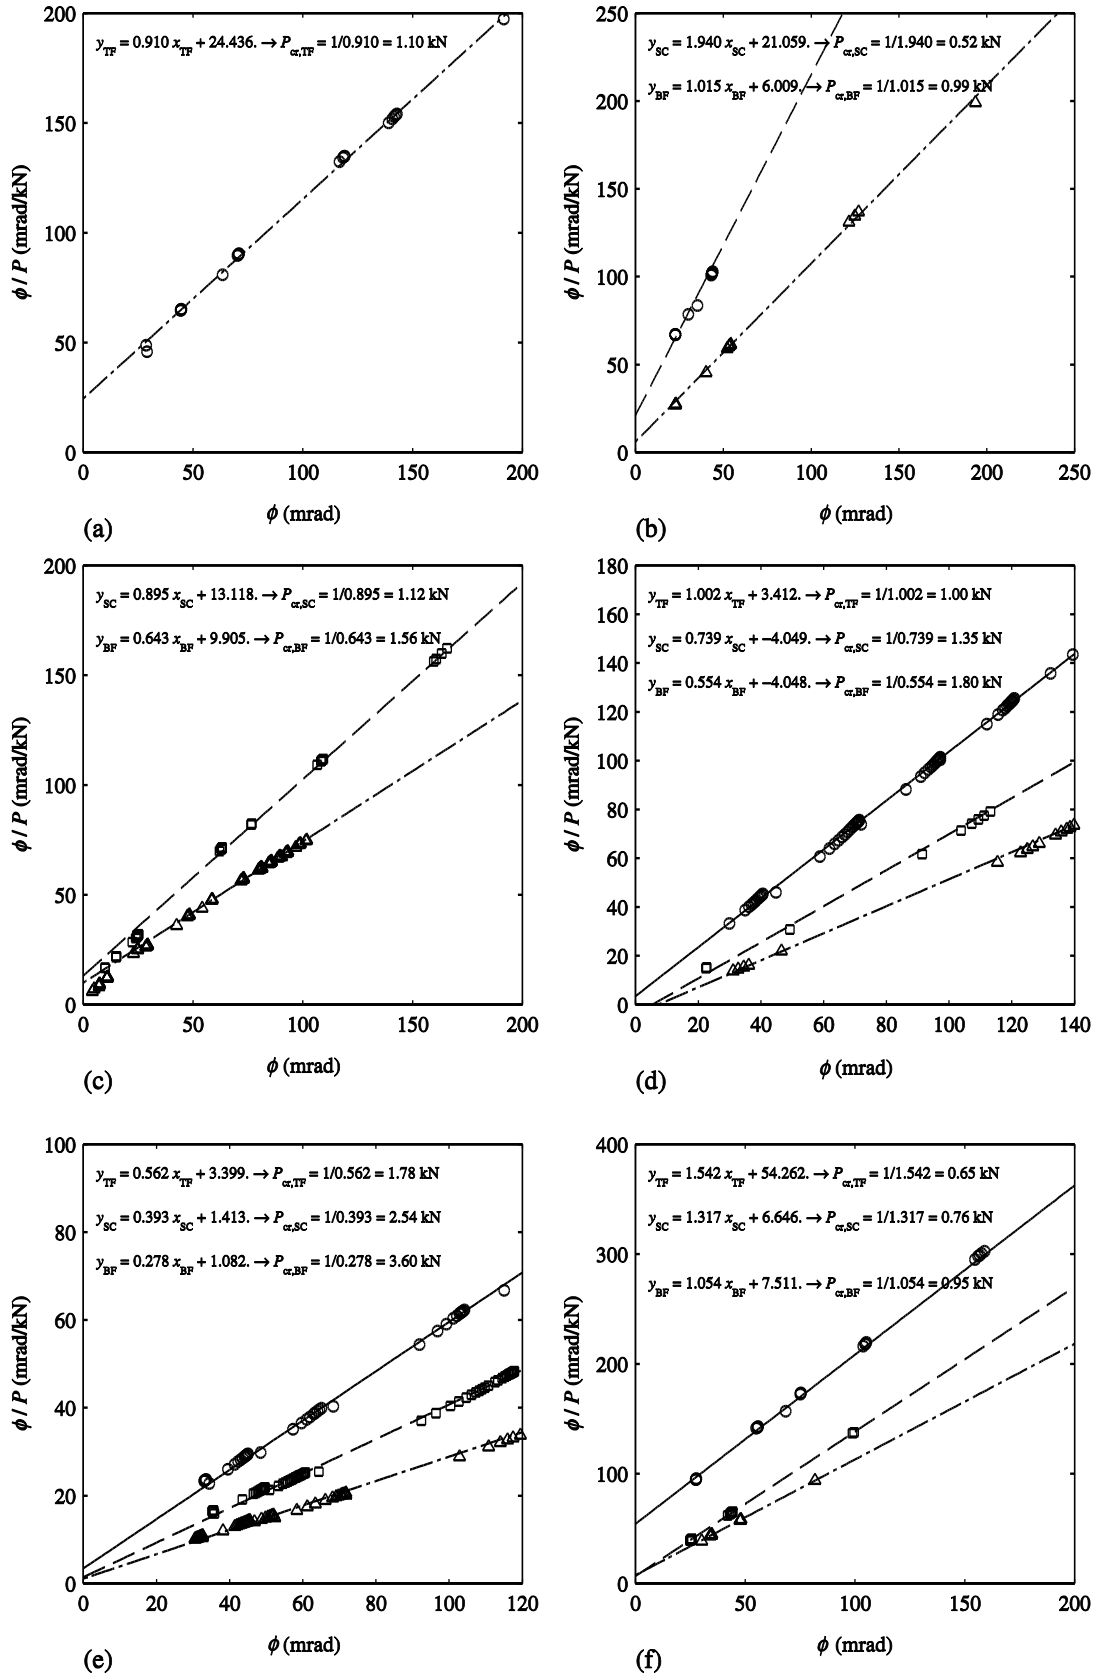 200
150
100
50
0
0 50 100 150 200
ϕ / P (mrad/kN)
ϕ (mrad)
y_TF = 0.910 x_TF + 24.436. → P_cr,TF = 1/0.910 = 1.10 kN
(a)
250
200
150
100
50
0
0 50 100 150 200 250
ϕ / P (mrad/kN)
ϕ (mrad)
y_SC = 1.940 x_SC + 21.059. → P_cr,SC = 1/1.940 = 0.52 kN
y_BF = 1.015 x_BF + 6.009. → P_cr,BF = 1/1.015 = 0.99 kN
(b)
200
150
100
50
0
0 50 100 150 200
ϕ / P (mrad/kN)
ϕ (mrad)
y_SC = 0.895 x_SC + 13.118. → P_cr,SC = 1/0.895 = 1.12 kN
y_BF = 0.643 x_BF + 9.905. → P_cr,BF = 1/0.643 = 1.56 kN
(c)
180
160
140
120
100
80
60
40
20
0
0 20 40 60 80 100 120 140
ϕ / P (mrad/kN)
ϕ (mrad)
y_TF = 1.002 x_TF + 3.412. → P_cr,TF = 1/1.002 = 1.00 kN
y_SC = 0.739 x_SC + −4.049. → P_cr,SC = 1/0.739 = 1.35 kN
y_BF = 0.554 x_BF + −4.048. → P_cr,BF = 1/0.554 = 1.80 kN
(d)
100
80
60
40
20
0
0 20 40 60 80 100 120
ϕ / P (mrad/kN)
ϕ (mrad)
y_TF = 0.562 x_TF + 3.399. → P_cr,TF = 1/0.562 = 1.78 kN
y_SC = 0.393 x_SC + 1.413. → P_cr,SC = 1/0.393 = 2.54 kN
y_BF = 0.278 x_BF + 1.082. → P_cr,BF = 1/0.278 = 3.60 kN
(e)
400
300
200
100
0
0 50 100 150 200
ϕ / P (mrad/kN)
ϕ (mrad)
y_TF = 1.542 x_TF + 54.262. → P_cr,TF = 1/1.542 = 0.65 kN
y_SC = 1.317 x_SC + 6.646. → P_cr,SC = 1/1.317 = 0.76 kN
y_BF = 1.054 x_BF + 7.511. → P_cr,BF = 1/1.054 = 0.95 kN
(f)